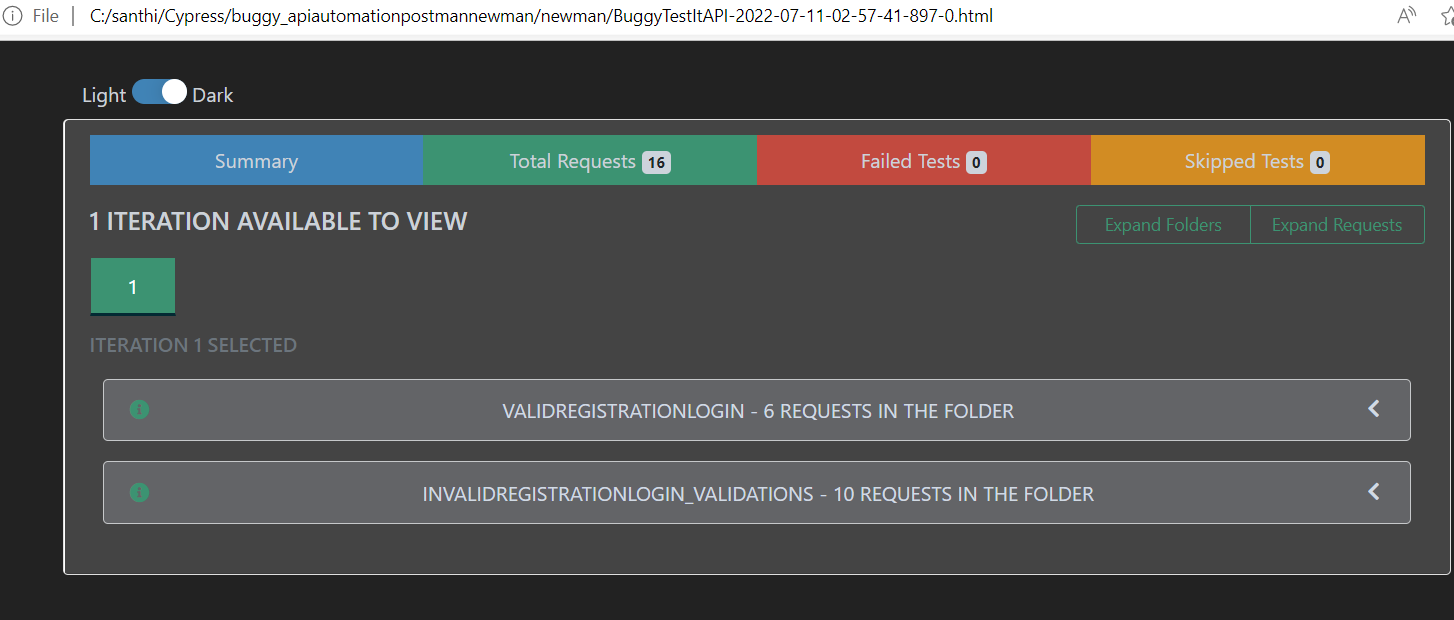 File | C:/santhi/Cypress/buggy_apiautomationpostmannewman/newman/BuggyTestItAPI-2022-07-11-02-57-41-897-0.html
Light Dark
Summary Total Requests 16 Failed Tests 0 Skipped Tests 0
1 ITERATION AVAILABLE TO VIEW Expand Folders Expand Requests
1
ITERATION 1 SELECTED
VALIDREGISTRATIONLOGIN - 6 REQUESTS IN THE FOLDER
INVALIDREGISTRATIONLOGIN_VALIDATIONS - 10 REQUESTS IN THE FOLDER